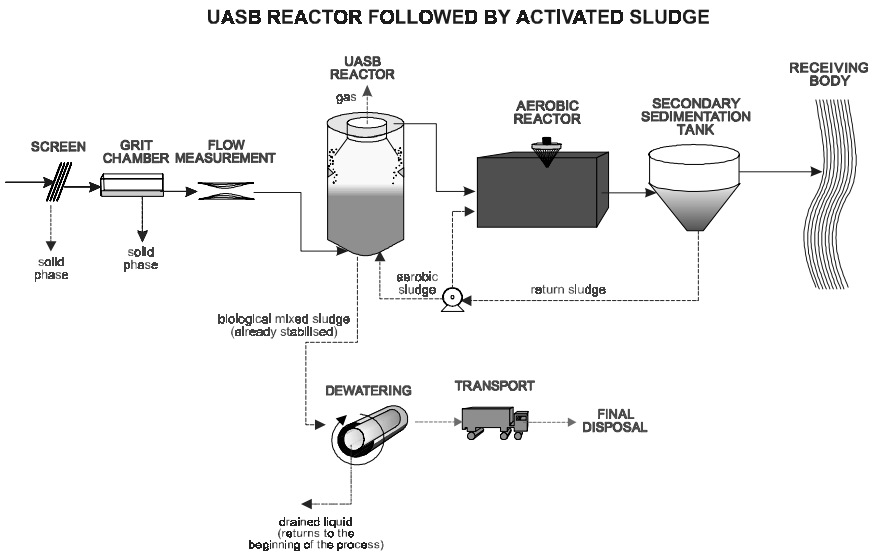 UASB REACTOR FOLLOWED BY ACTIVATED SLUDGE
UASB
REACTOR
gas
RECEIVING
BODY
AEROBIC
REACTOR
SECONDARY
SEDIMENTATION
TANK
SCREEN
GRIT
CHAMBER
FLOW
MEASUREMENT
solid
phase
solid
phase
aerobic
sludge
return sludge
biological mixed sludge
(already stabilised)
DEWATERING
TRANSPORT
FINAL
DISPOSAL
drained liquid
(returns to the
beginning of the process)